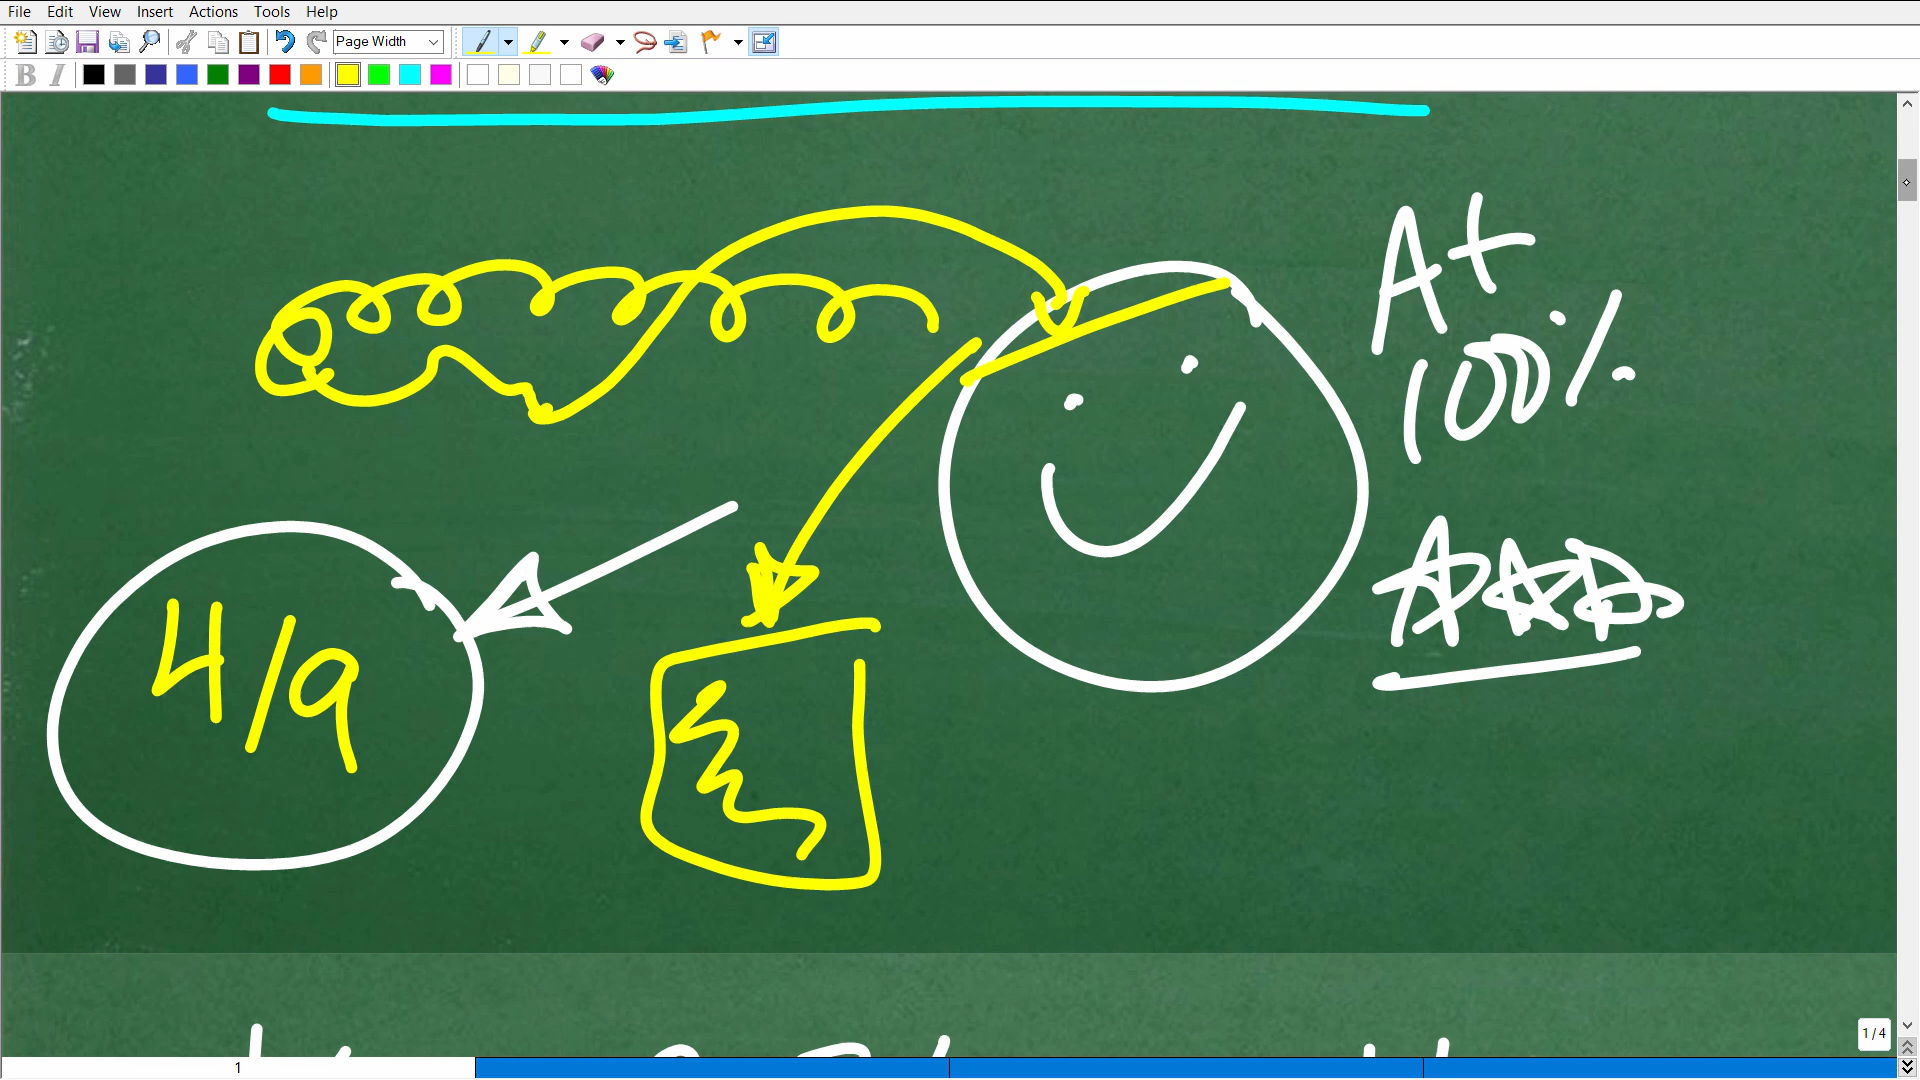 File Edit View Insert Actions Tools Help
Page Width
B I
A+
100%
4/9
1/4
1